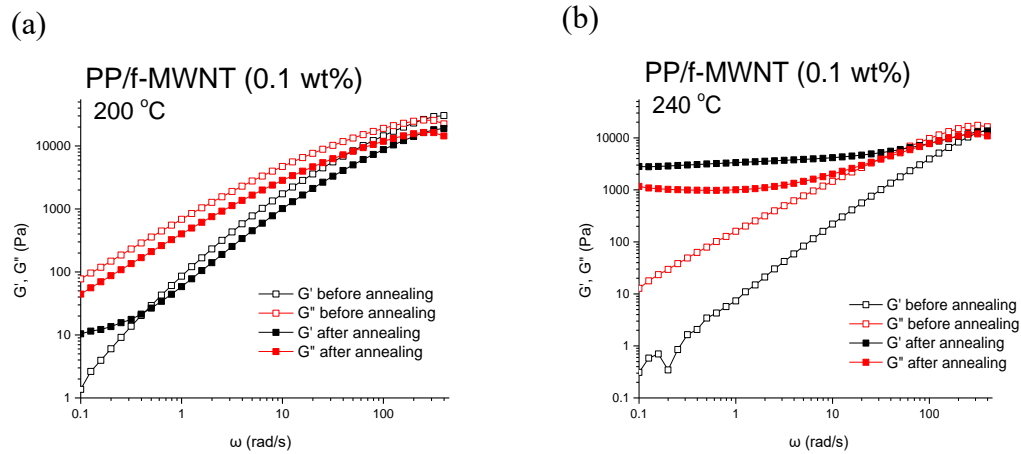 (a)
PP/f-MWNT (0.1 wt%)
200 °C
10000
1000
100
10
1
0.1
1
10
100
G', G'' (Pa)
ω (rad/s)
G' before annealing
G" before annealing
G' after annealing
G" after annealing
(b)
PP/f-MWNT (0.1 wt%)
240 °C
10000
1000
100
10
1
0.1
0.1
1
10
100
G', G'' (Pa)
ω (rad/s)
G' before annealing
G" before annealing
G' after annealing
G" after annealing